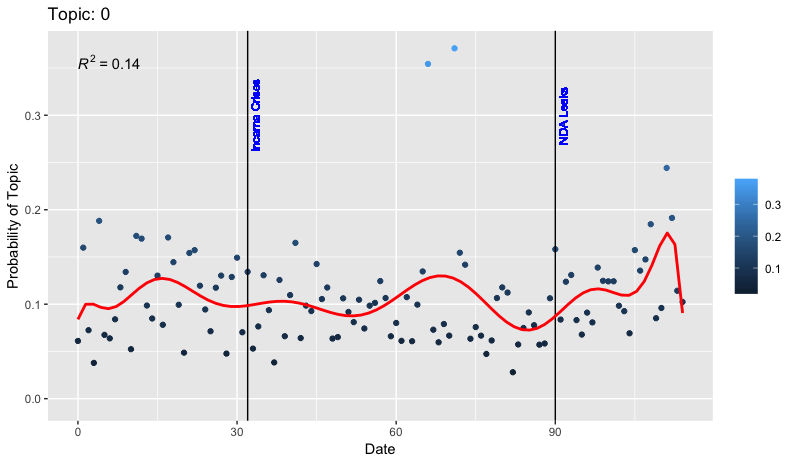 Topic: 0
R² = 0.14
Incarna Crises
NDA Leaks
Probability of Topic
0.3
0.2
0.1
0.0
0
30
60
90
Date
0.3
0.2
0.1